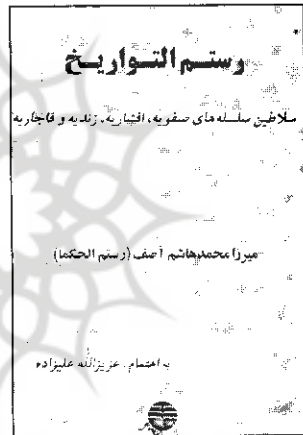 رستم التواریخ
سلاطین سلسله های صفویه، افشاریه، زندیه و قاجاریه
میرزا محمدهاشم آصف (رستم الحکما)
به اهتمام: عزیزالله علیزاده